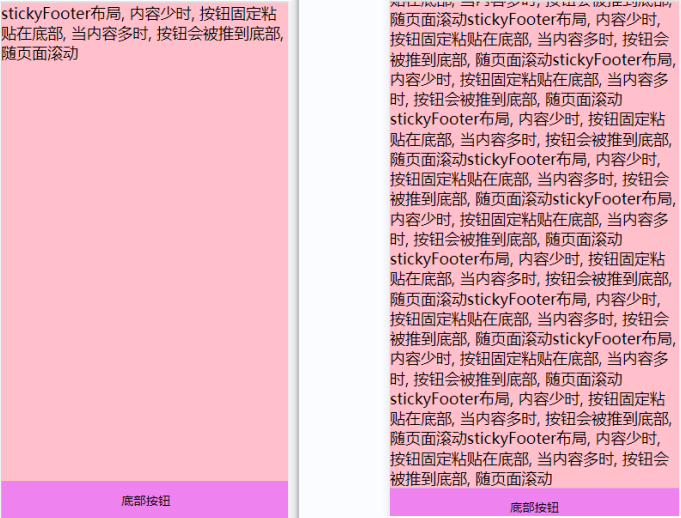 stickyFooter布局, 内容少时, 按钮固定粘
贴在底部, 当内容多时, 按钮会被推到底部,
随页面滚动
底部按钮
贴在底部, 当内容多时, 按钮会被推到底部,
随页面滚动stickyFooter布局, 内容少时,
按钮固定粘贴在底部, 当内容多时, 按钮会
被推到底部, 随页面滚动stickyFooter布局,
内容少时, 按钮固定粘贴在底部, 当内容多
时, 按钮会被推到底部, 随页面滚动
stickyFooter布局, 内容少时, 按钮固定粘
贴在底部, 当内容多时, 按钮会被推到底部,
随页面滚动stickyFooter布局, 内容少时,
按钮固定粘贴在底部, 当内容多时, 按钮会
被推到底部, 随页面滚动stickyFooter布局,
内容少时, 按钮固定粘贴在底部, 当内容多
时, 按钮会被推到底部, 随页面滚动
stickyFooter布局, 内容少时, 按钮固定粘
贴在底部, 当内容多时, 按钮会被推到底部,
随页面滚动stickyFooter布局, 内容少时,
按钮固定粘贴在底部, 当内容多时, 按钮会
被推到底部, 随页面滚动stickyFooter布局,
内容少时, 按钮固定粘贴在底部, 当内容多
时, 按钮会被推到底部, 随页面滚动
stickyFooter布局, 内容少时, 按钮固定粘
贴在底部, 当内容多时, 按钮会被推到底部,
随页面滚动stickyFooter布局, 内容少时,
按钮固定粘贴在底部, 当内容多时, 按钮会
被推到底部, 随页面滚动
底部按钮